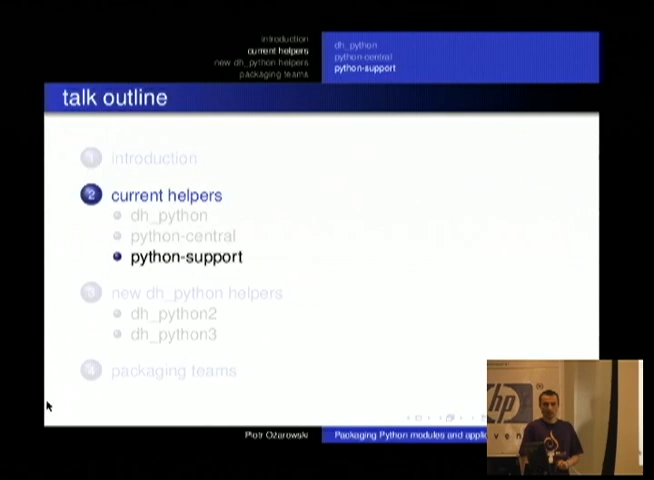 introduction
current helpers
new dh_python helpers
packaging teams
dh_python
python-central
python-support
talk outline
1 introduction
2 current helpers
dh_python
python-central
python-support
3 new dh_python helpers
dh_python2
dh_python3
4 packaging teams
Piotr Ożarowski
Packaging Python modules and applic
hp
®
v e n